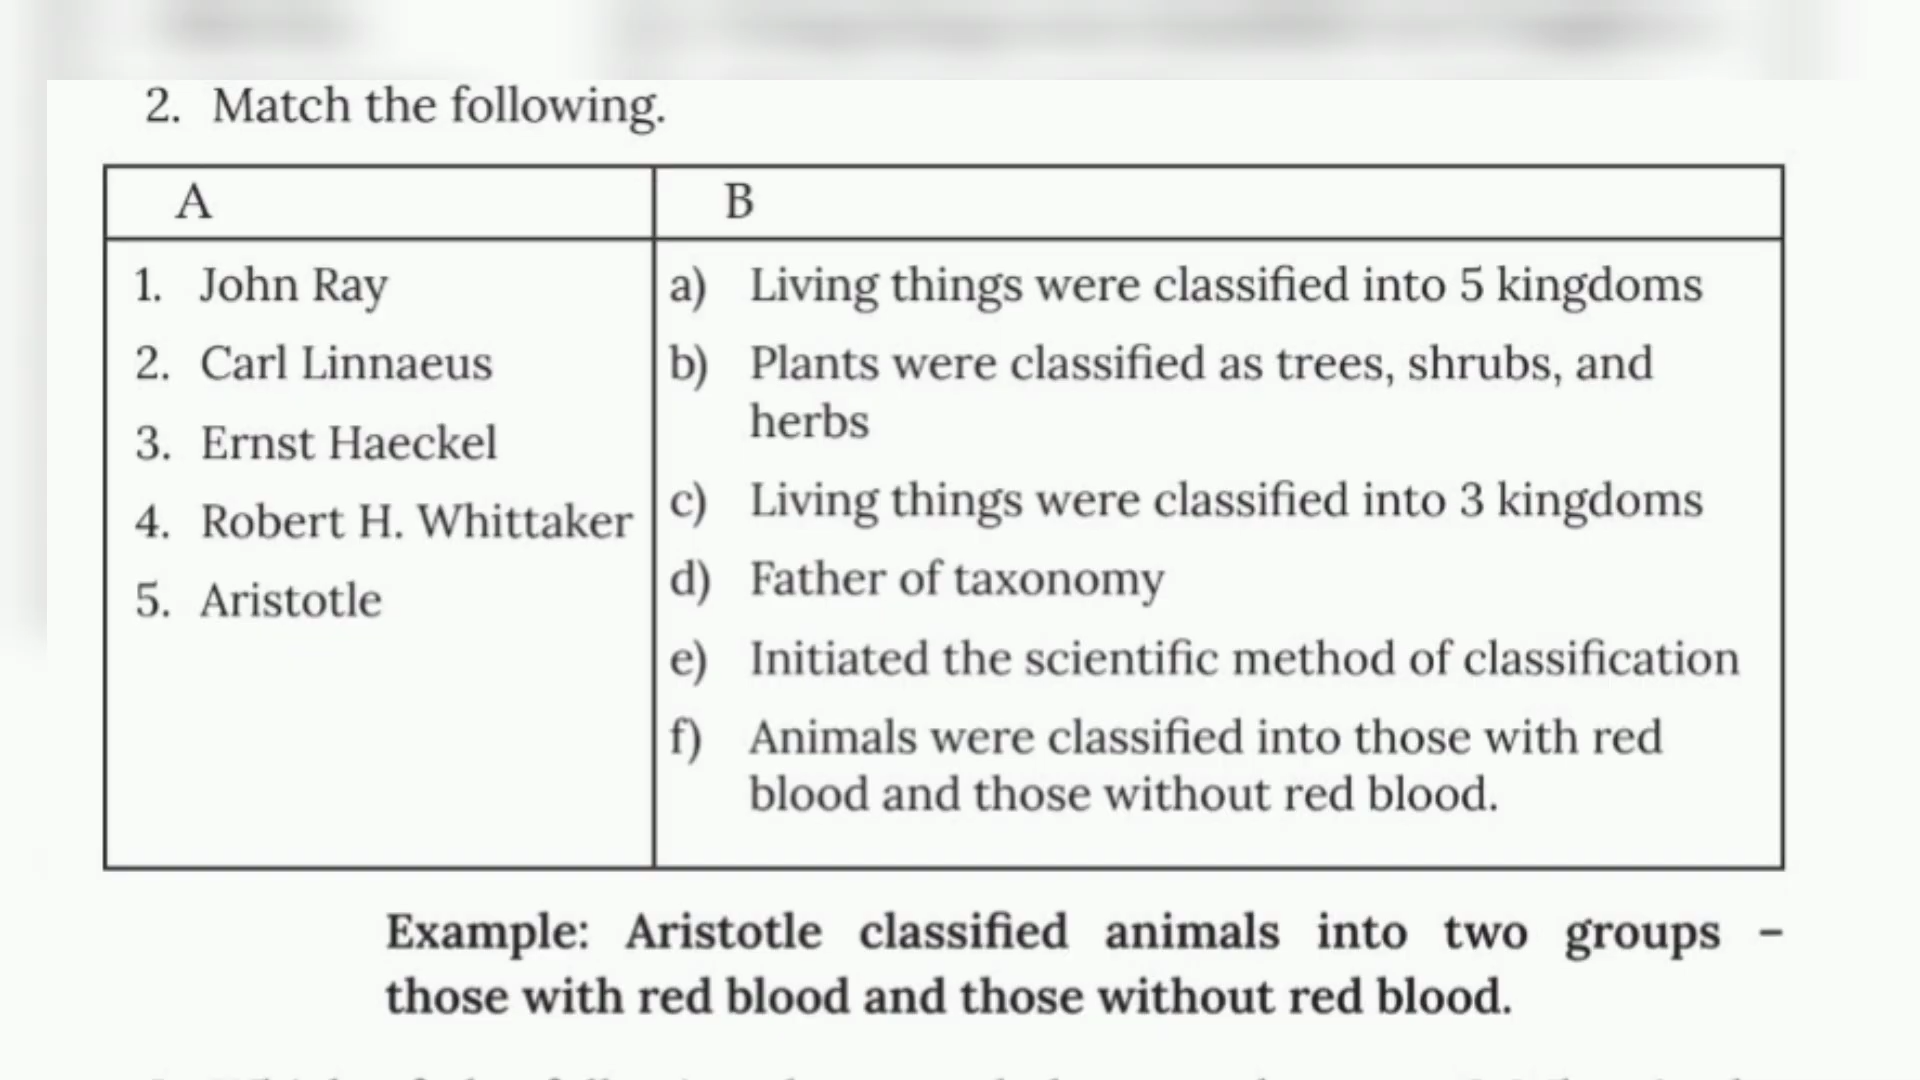 2. Match the following.
A
B
1. John Ray
2. Carl Linnaeus
3. Ernst Haeckel
4. Robert H. Whittaker
5. Aristotle
a) Living things were classified into 5 kingdoms
b) Plants were classified as trees, shrubs, and
herbs
c) Living things were classified into 3 kingdoms
d) Father of taxonomy
e) Initiated the scientific method of classification
f) Animals were classified into those with red
blood and those without red blood.
Example: Aristotle classified animals into two groups –
those with red blood and those without red blood.